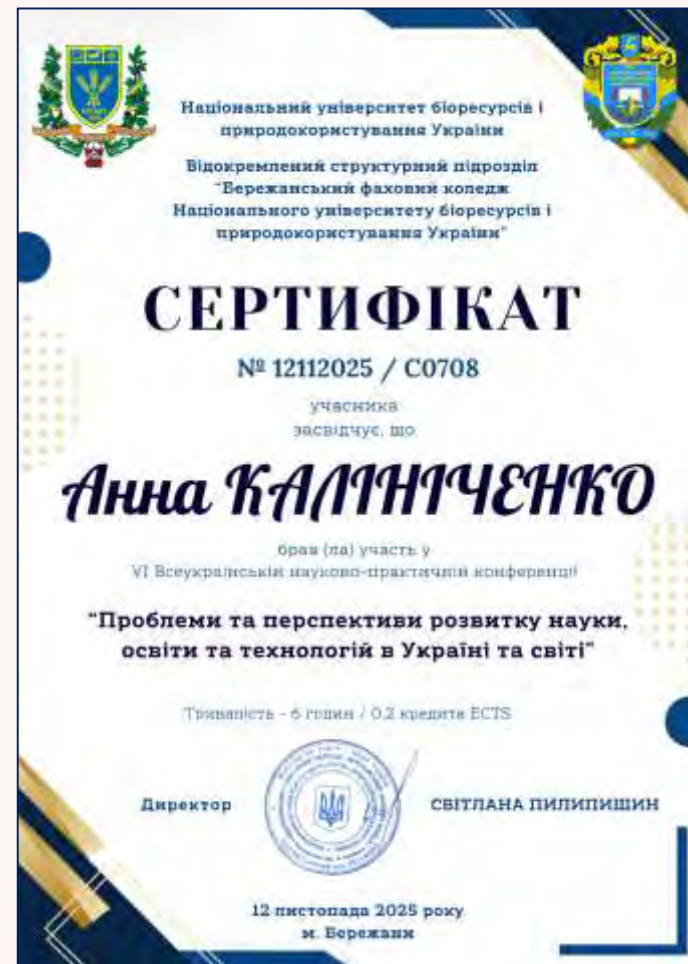 Національний університет біоресурсів і
природокористування України
Відокремлений структурний підрозділ
"Бережанський фаховий коледж
Національного університету біоресурсів і
природокористування України"
СЕРТИФІКАТ
№ 12112025 / С0708
учасника
засвідчує, що
Анна КАЛІНІЧЕНКО
брав (ла) участь у
VI Всеукраїнській науково-практичній конференції
"Проблеми та перспективи розвитку науки,
освіти та технологій в Україні та світі"
Тривалість - 6 годин / 0.2 кредита ECTS
Директор
СВІТЛАНА ПИЛИПИШИН
12 листопада 2025 року
м. Бережани